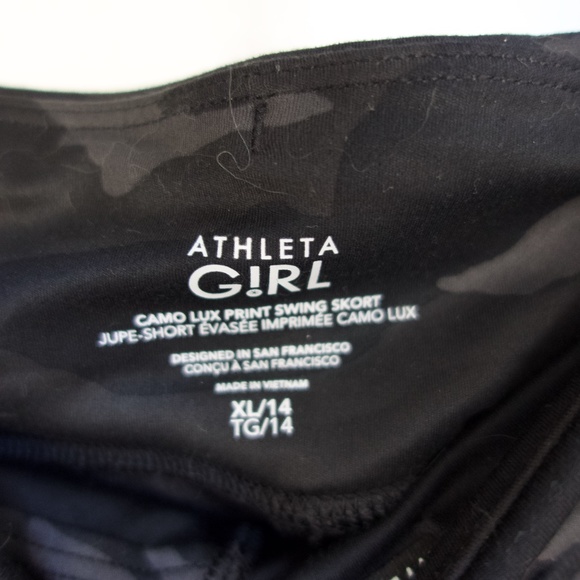 ATHLETA
G!RL
CAMO LUX PRINT SWING SKORT
JUPE-SHORT ÉVASÉE IMPRIMÉE CAMO LUX
DESIGNED IN SAN FRANCISCO
CONÇU À SAN FRANCISCO
MADE IN VIETNAM
XL/14
TG/14